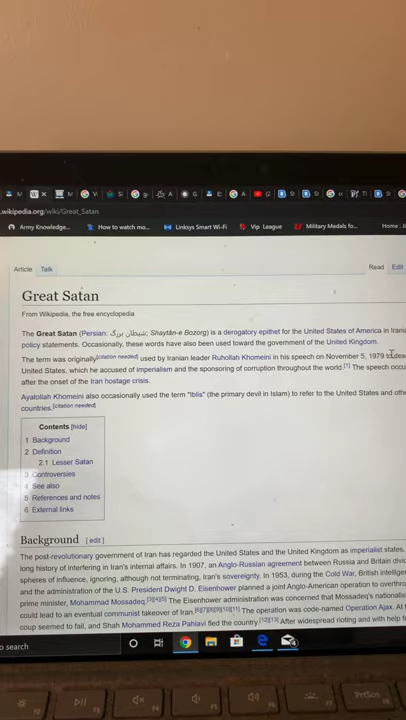 .wikipedia.org/wiki/Great_Satan
Army Knowledge... How to watch mo... Linksys Smart Wi-Fi Vip League Military Medals fo... Home
Article Talk Read Edit
Great Satan
From Wikipedia, the free encyclopedia
The Great Satan (Persian: شيطان بزرگ; Shaytân-e Bozorg) is a derogatory epithet for the United States of America in Irani
policy statements. Occasionally, these words have also been used toward the government of the United Kingdom.
The term was originally[citation needed] used by Iranian leader Ruhollah Khomeini in his speech on November 5, 1979 to
United States, which he accused of imperialism and the sponsoring of corruption throughout the world.[1] The speech occu
after the onset of the Iran hostage crisis.
Ayatollah Khomeini also occasionally used the term "Iblis" (the primary devil in Islam) to refer to the United States and othe
countries.[citation needed]
Contents [hide]
1 Background
2 Definition
2.1 Lesser Satan
3 Controversies
4 See also
5 References and notes
6 External links
Background [edit]
The post-revolutionary government of Iran has regarded the United States and the United Kingdom as imperialist states,
long history of interfering in Iran's internal affairs. In 1907, an Anglo-Russian agreement between Russia and Britain divi
spheres of influence, ignoring, although not terminating, Iran's sovereignty. In 1953, during the Cold War, British intelligen
and the administration of the U.S. President Dwight D. Eisenhower planned a joint Anglo-American operation to overthro
prime minister, Mohammad Mossadeq.[3][4][5] The Eisenhower administration was concerned that Mossadeq's nationalis
could lead to an eventual communist takeover of Iran.[6][7][8][9][10][11] The operation was code-named Operation Ajax. At f
coup seemed to fail, and Shah Mohammed Reza Pahlavi fled the country.[12][13] After widespread rioting and with help f
o search
F2 F3 F4 F5 F6 F7 F8 PrtScn